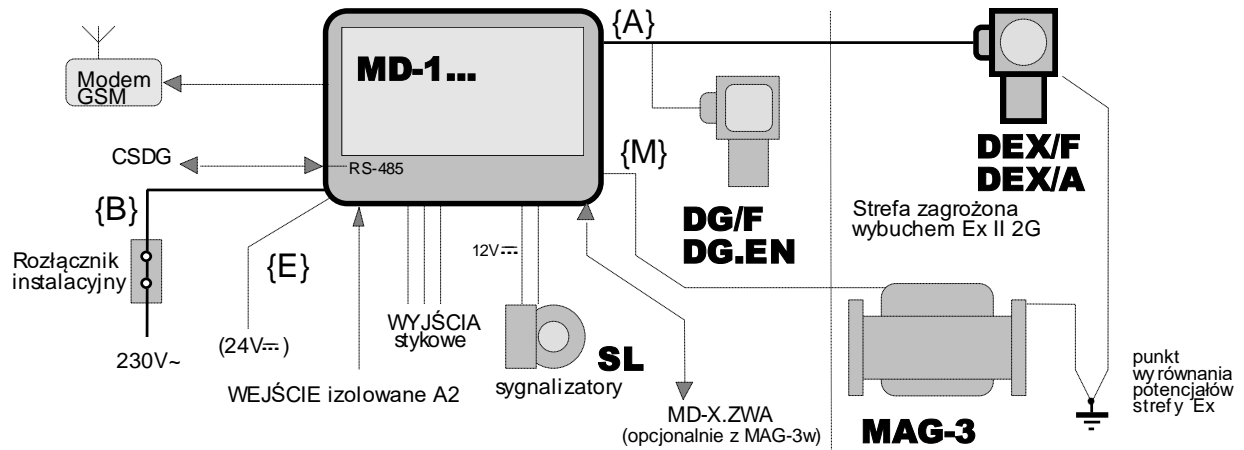 {A}
MD-1...
Modem
GSM
DEX/F
DEX/A
CSDG
RS-485
{M}
{B}
DG/F
DG.EN
Strefa zagrożona
wybuchem Ex II 2G
12V
Rozłącznik
instalacyjny
{E}
WYJŚCIA
stykowe
SL
(24V)
230V~
sygnalizatory
WEJŚCIE izolowane A2
MD-X.ZWA
(opcjonalnie z MAG-3w)
MAG-3
punkt
wyrównania
potencjałów
strefy Ex